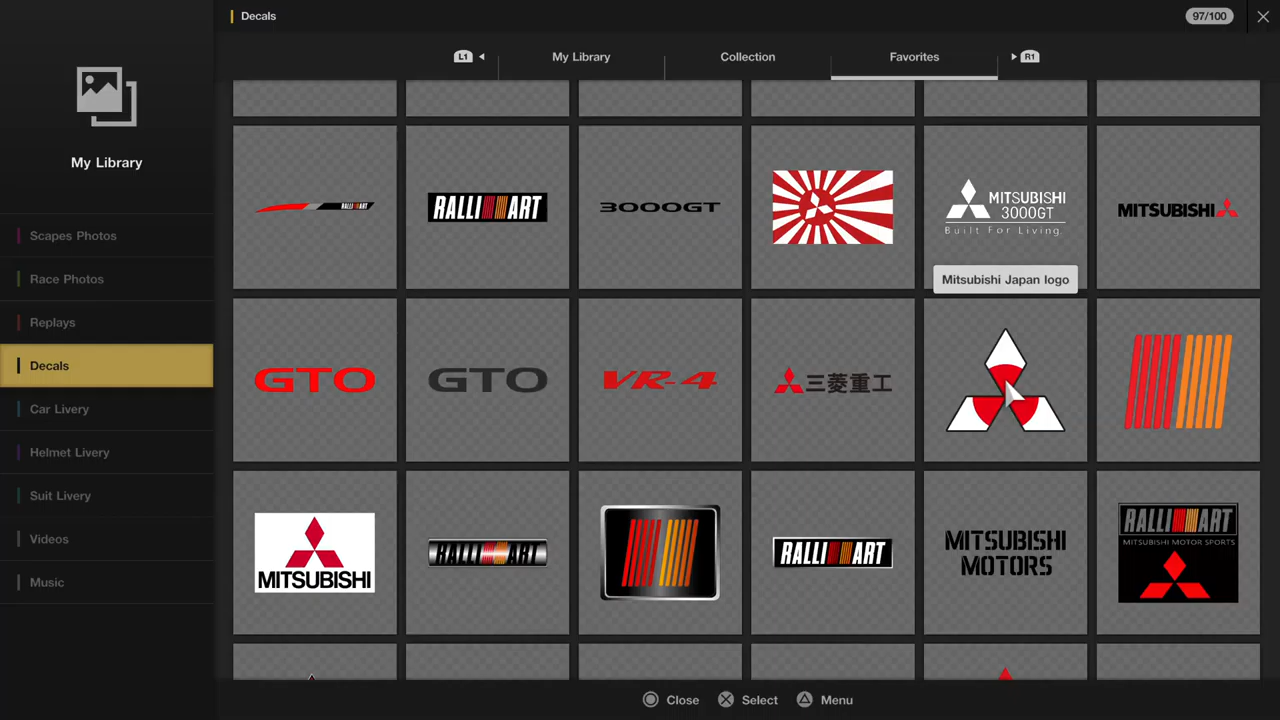 Decals
97/100
L1
My Library
Collection
Favorites
R1
My Library
Scapes Photos
Race Photos
Replays
Decals
Car Livery
Helmet Livery
Suit Livery
Videos
Music
RALLI ART
RALLI ART
3000GT
MITSUBISHI
3000GT
Built For Living.
MITSUBISHI
Mitsubishi Japan logo
GTO
GTO
VR-4
三菱重工
MITSUBISHI
RALLI ART
RALLI ART
MITSUBISHI
MOTORS
RALLI ART
MITSUBISHI MOTOR SPORTS
Close
Select
Menu